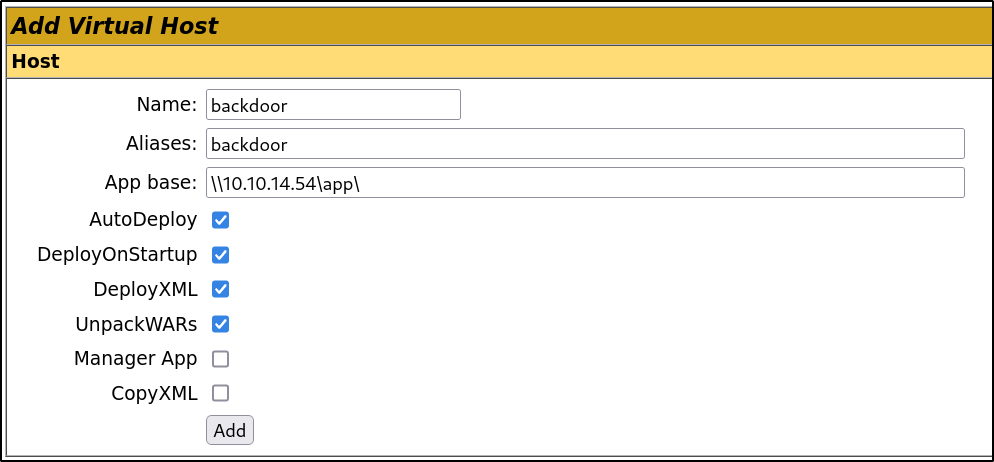 Add Virtual Host
Host
Name: backdoor
Aliases: backdoor
App base: \\10.10.14.54\app\
AutoDeploy
DeployOnStartup
DeployXML
UnpackWARs
Manager App
CopyXML
Add